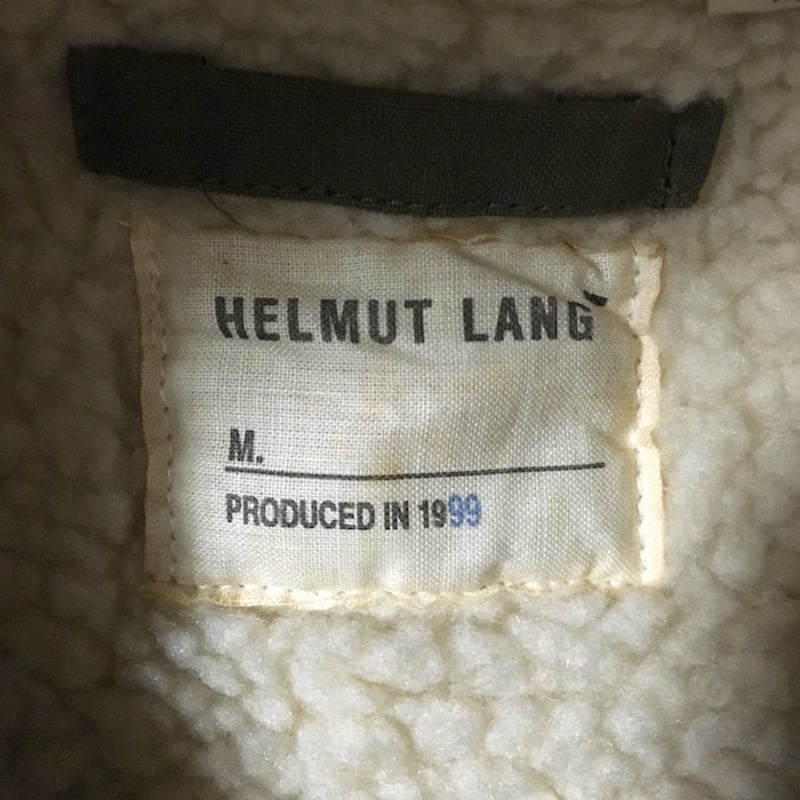 HELMUT LANG
M.
PRODUCED IN 1999